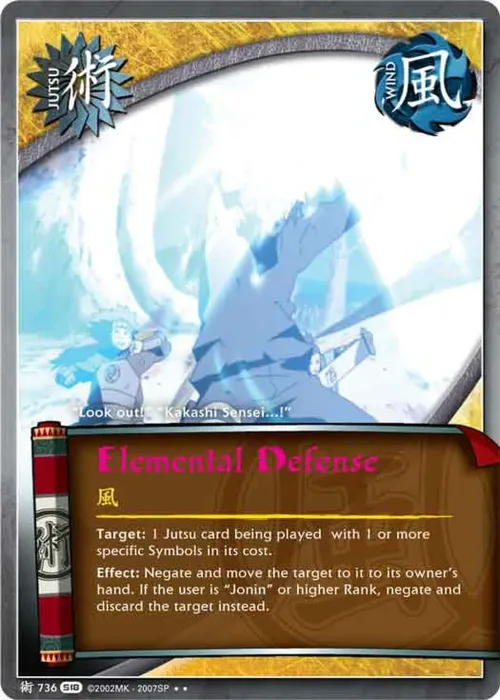 JUTSU
術
WIND
風
"Look out!" "Kakashi Sensei...!"
Elemental Defense
風
Target: 1 Jutsu card being played with 1 or more
specific Symbols in its cost.
Effect: Negate and move the target to it to its owner's
hand. If the user is "Jonin" or higher Rank, negate and
discard the target instead.
術
術 736 S18 ©2002MK - 2007SP